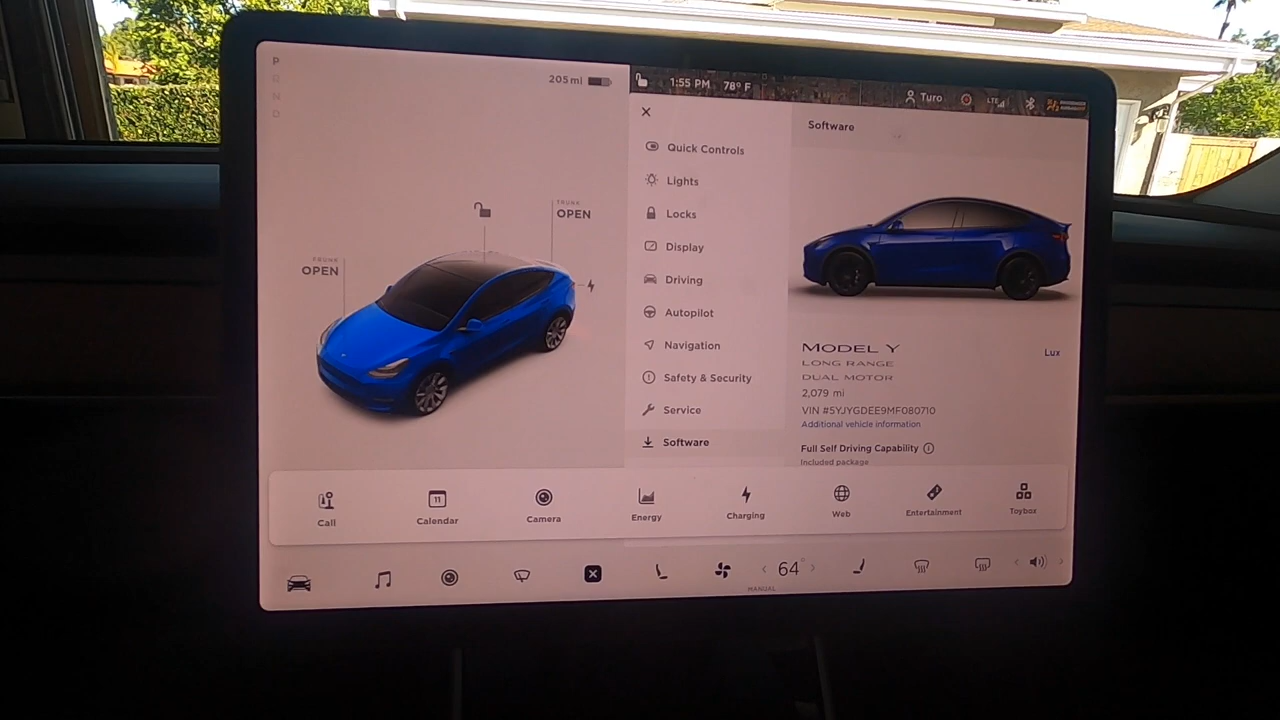 P
R
N
D
205 mi
1:55 PM 78° F
Turo
LTE
Software
Quick Controls
Lights
Locks
Display
Driving
Autopilot
Navigation
Safety & Security
Service
Software
TRUNK
OPEN
TRUNK
OPEN
MODEL Y
Lux
LONG RANGE
DUAL MOTOR
2,079 mi
VIN #5YJYGDEE9MF080710
Additional vehicle information
Full Self Driving Capability
Included package
Call
11
Calendar
Camera
Energy
Charging
Web
Entertainment
Toybox
64°
MANUAL